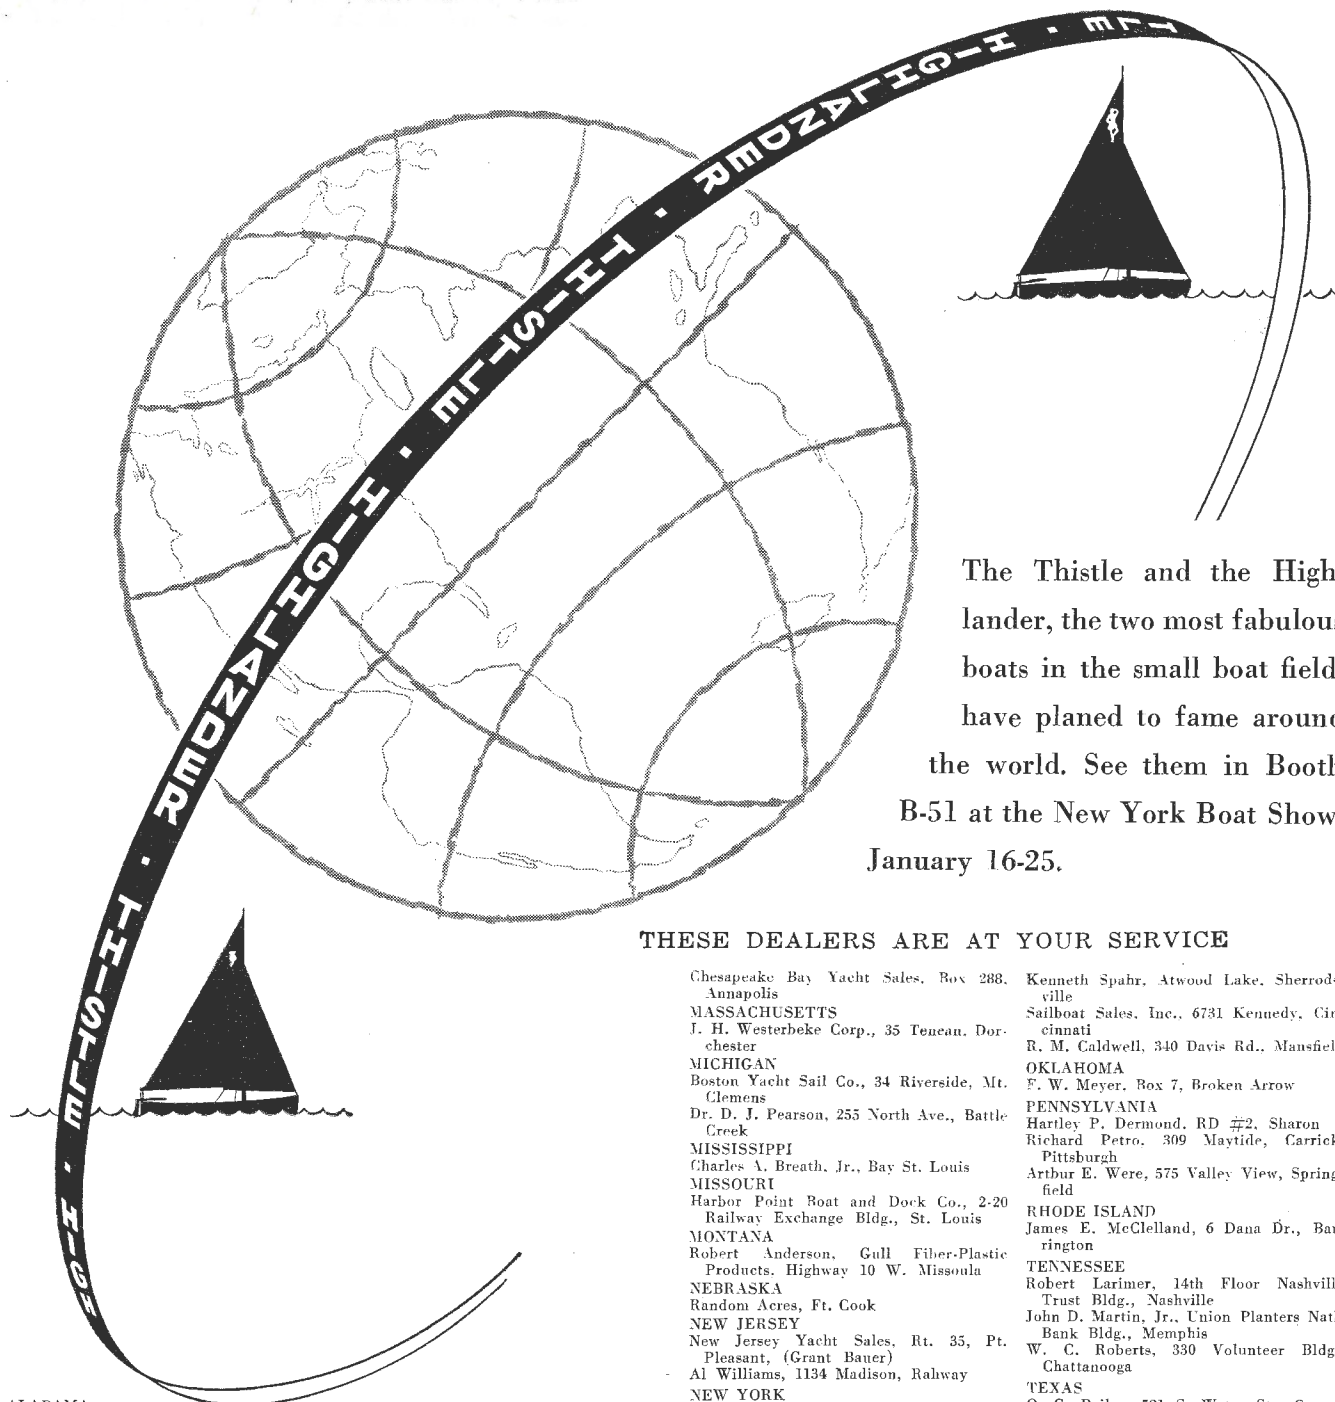 TLE · HIGHLANDER · THISTLE · HIGHLANDER · THISTLE · HIGH
The Thistle and the High
lander, the two most fabulou
boats in the small boat field
have planed to fame aroun
the world. See them in Boot
B-51 at the New York Boat Show
January 16-25.
THESE DEALERS ARE AT YOUR SERVICE
Chesapeake Bay Yacht Sales, Box 288,
Annapolis
MASSACHUSETTS
J. H. Westerbeke Corp., 35 Tenean, Dor-
chester
MICHIGAN
Boston Yacht Sail Co., 34 Riverside, Mt.
Clemens
Dr. D. J. Pearson, 255 North Ave., Battle
Creek
MISSISSIPPI
Charles A. Breath, Jr., Bay St. Louis
MISSOURI
Harbor Point Boat and Dock Co., 2-20
Railway Exchange Bldg., St. Louis
MONTANA
Robert Anderson, Gull Fiber-Plastic
Products, Highway 10 W. Missoula
NEBRASKA
Random Acres, Ft. Cook
NEW JERSEY
New Jersey Yacht Sales, Rt. 35, Pt.
Pleasant, (Grant Bauer)
Al Williams, 1134 Madison, Rahway
NEW YORK
Kenneth Spahr, Atwood Lake, Sherrod-
ville
Sailboat Sales, Inc., 6731 Kennedy, Cin
cinnati
R. M. Caldwell, 340 Davis Rd., Mansfiel
OKLAHOMA
F. W. Meyer, Box 7, Broken Arrow
PENNSYLVANIA
Hartley P. Dermond, RD #2, Sharon
Richard Petro, 309 Maytide, Carrick
Pittsburgh
Arthur E. Were, 575 Valley View, Spring
field
RHODE ISLAND
James E. McClelland, 6 Dana Dr., Bar
rington
TENNESSEE
Robert Larimer, 14th Floor Nashvill
Trust Bldg., Nashville
John D. Martin, Jr., Union Planters Nat
Bank Bldg., Memphis
W. C. Roberts, 330 Volunteer Bldg
Chattanooga
TEXAS